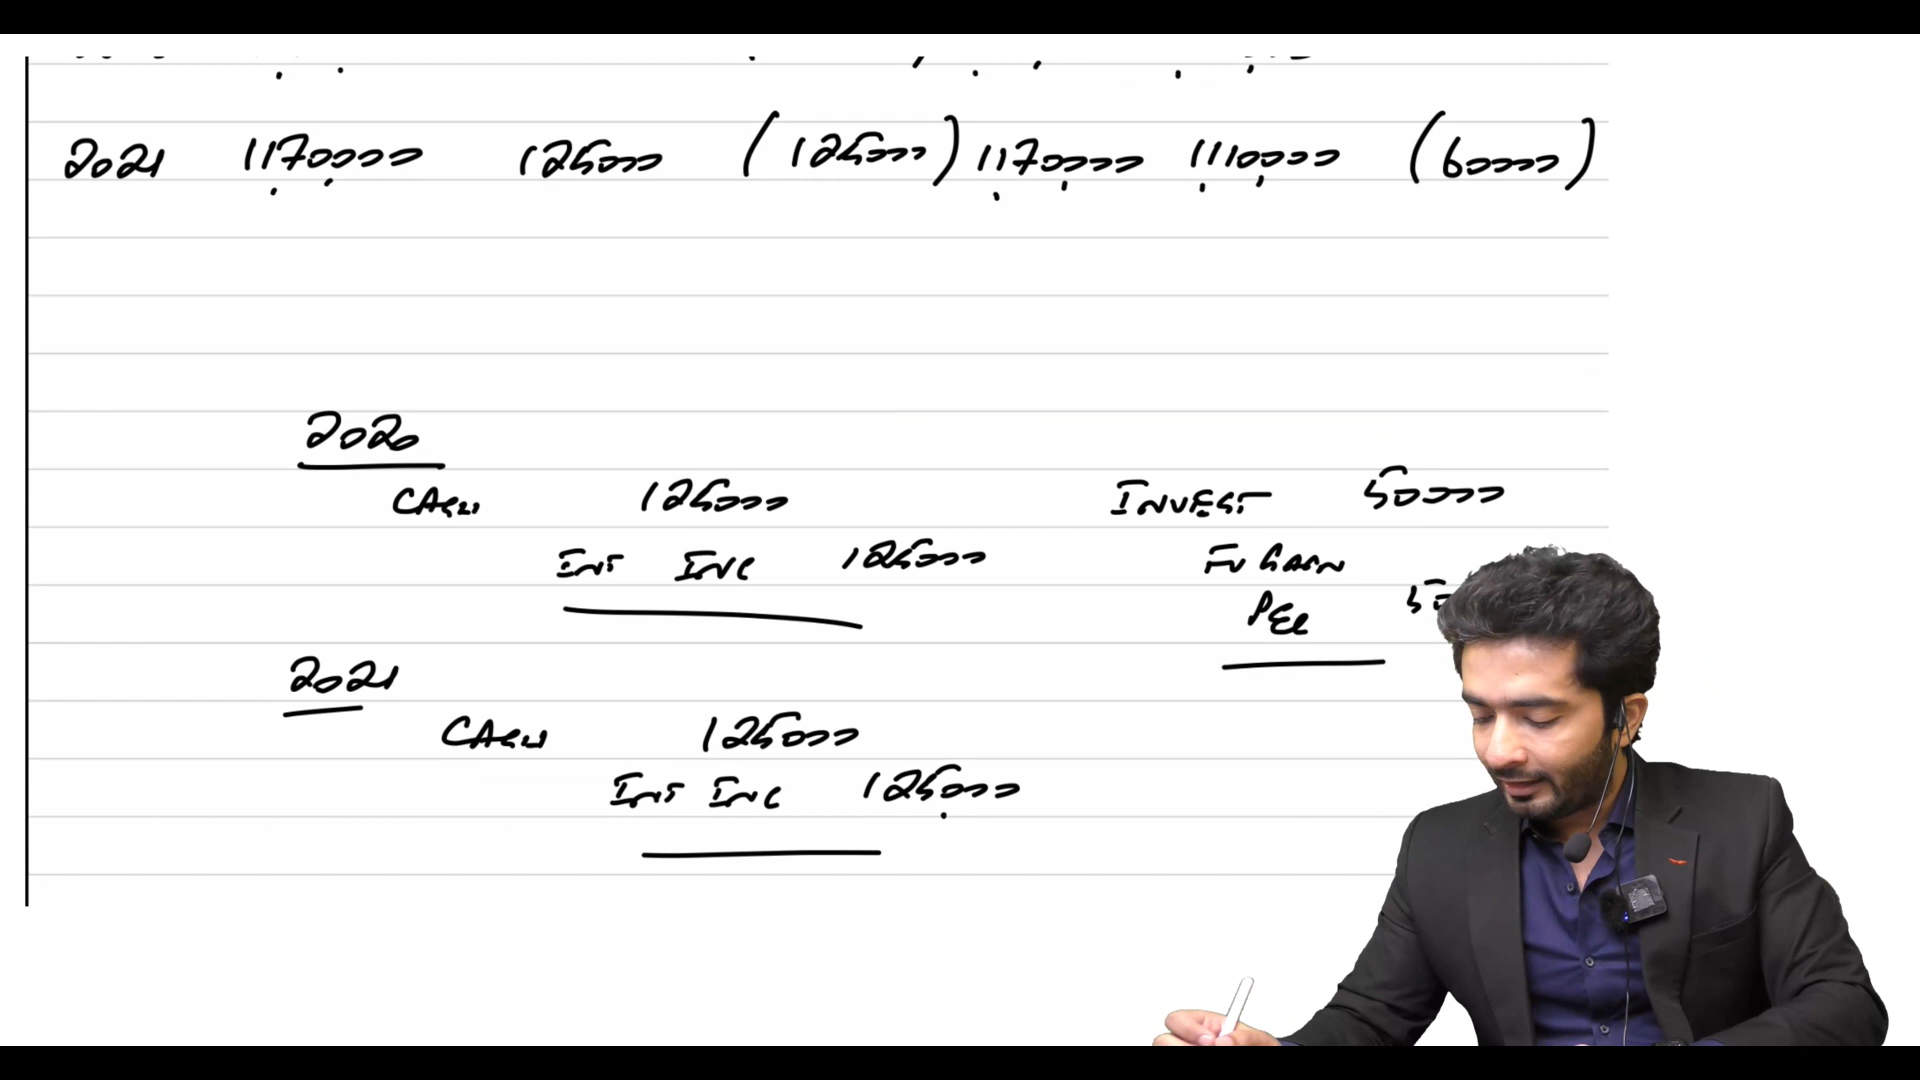 2021 1170000 125000 (125000) 1170000 1110000 (60000)
2020
CASH 125000 INVEST 50000
INT INC 125000 FV GAIN
P&L
2021
CASH 125000
INT INC 125000